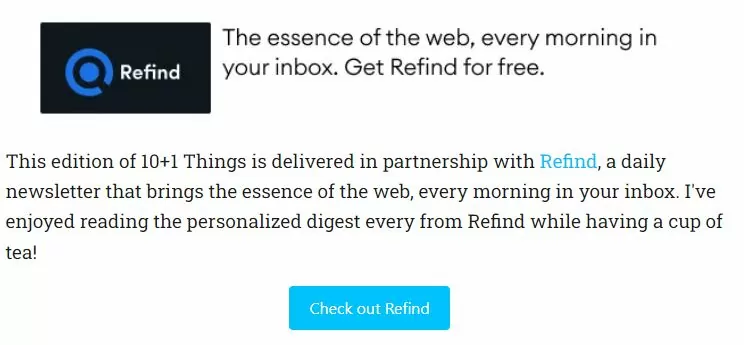 Refind
The essence of the web, every morning in
your inbox. Get Refind for free.
This edition of 10+1 Things is delivered in partnership with Refind, a daily
newsletter that brings the essence of the web, every morning in your inbox. I've
enjoyed reading the personalized digest every from Refind while having a cup of
tea!
Check out Refind